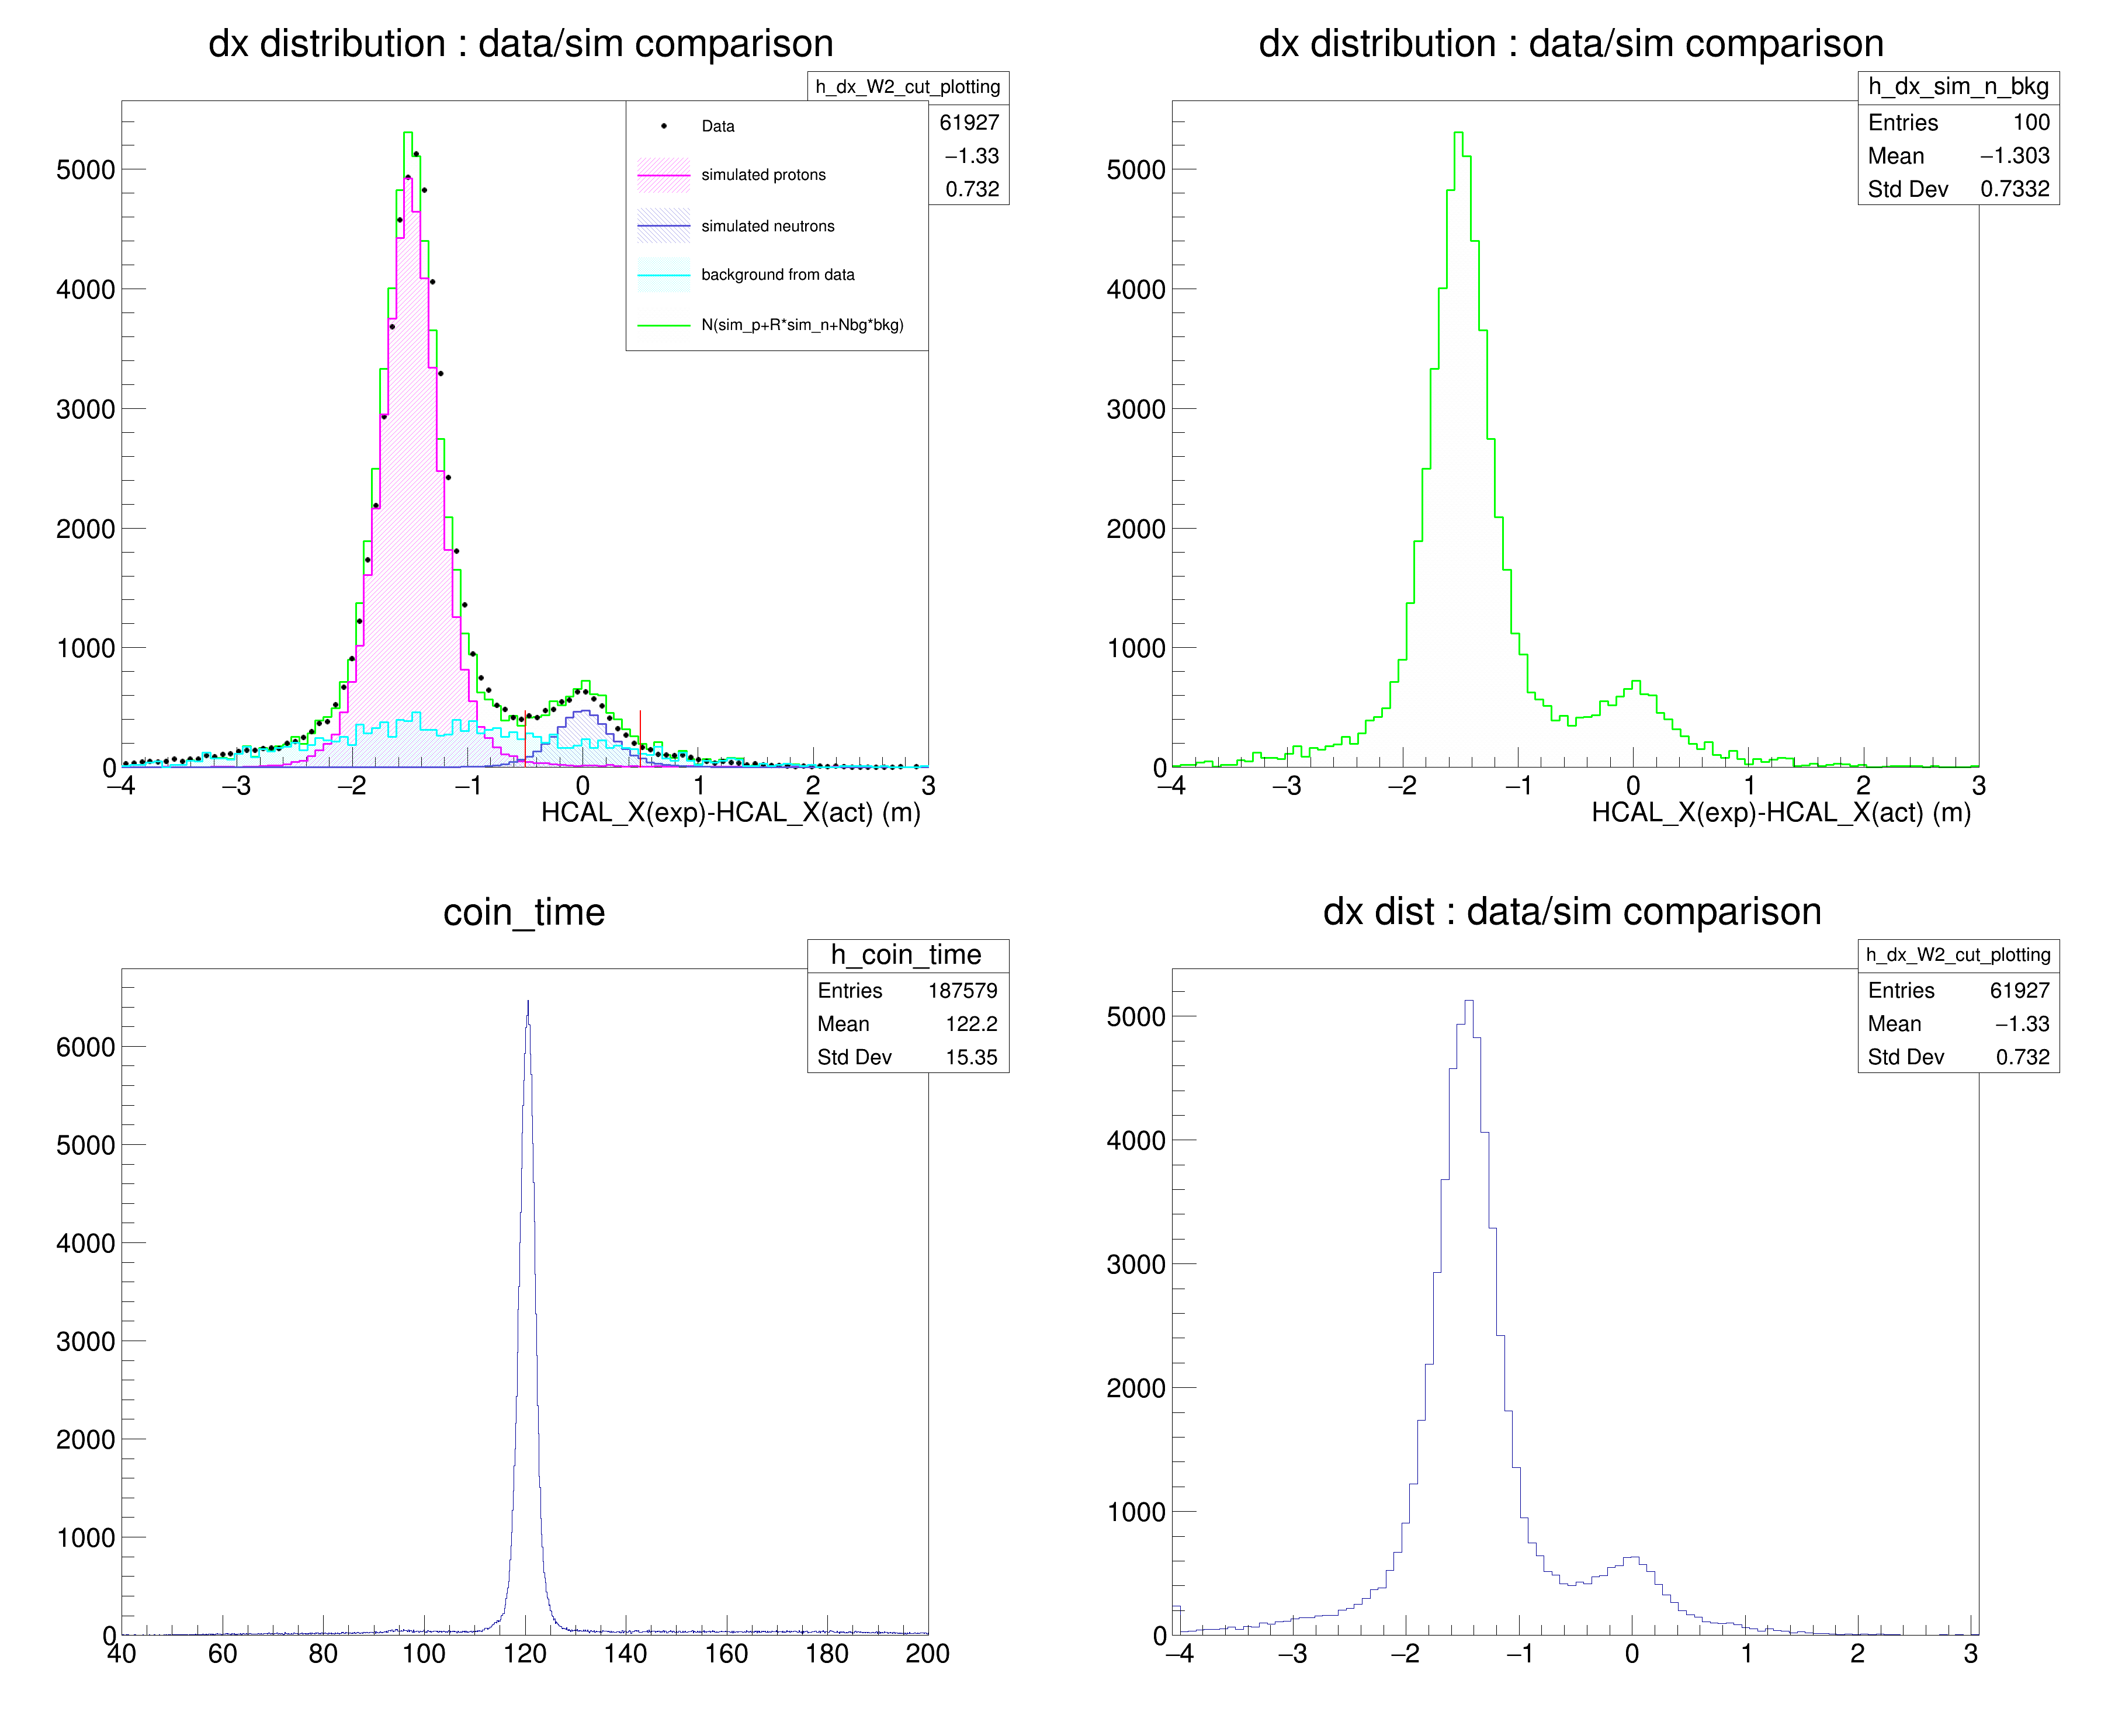 dx distribution : data/sim comparison
h_dx_W2_cut_plotting
61927
−1.33
0.732
Data
simulated protons
simulated neutrons
background from data
N(sim_p+R*sim_n+Nbg*bkg)
5000
4000
3000
2000
1000
0
−4 −3 −2 −1 0 1 2 3
HCAL_X(exp)-HCAL_X(act) (m)
dx distribution : data/sim comparison
h_dx_sim_n_bkg
Entries 100
Mean −1.303
Std Dev 0.7332
5000
4000
3000
2000
1000
0
−4 −3 −2 −1 0 1 2 3
HCAL_X(exp)-HCAL_X(act) (m)
coin_time
h_coin_time
Entries 187579
Mean 122.2
Std Dev 15.35
6000
5000
4000
3000
2000
1000
0
40 60 80 100 120 140 160 180 200
dx dist : data/sim comparison
h_dx_W2_cut_plotting
Entries 61927
Mean −1.33
Std Dev 0.732
5000
4000
3000
2000
1000
0
−4 −3 −2 −1 0 1 2 3